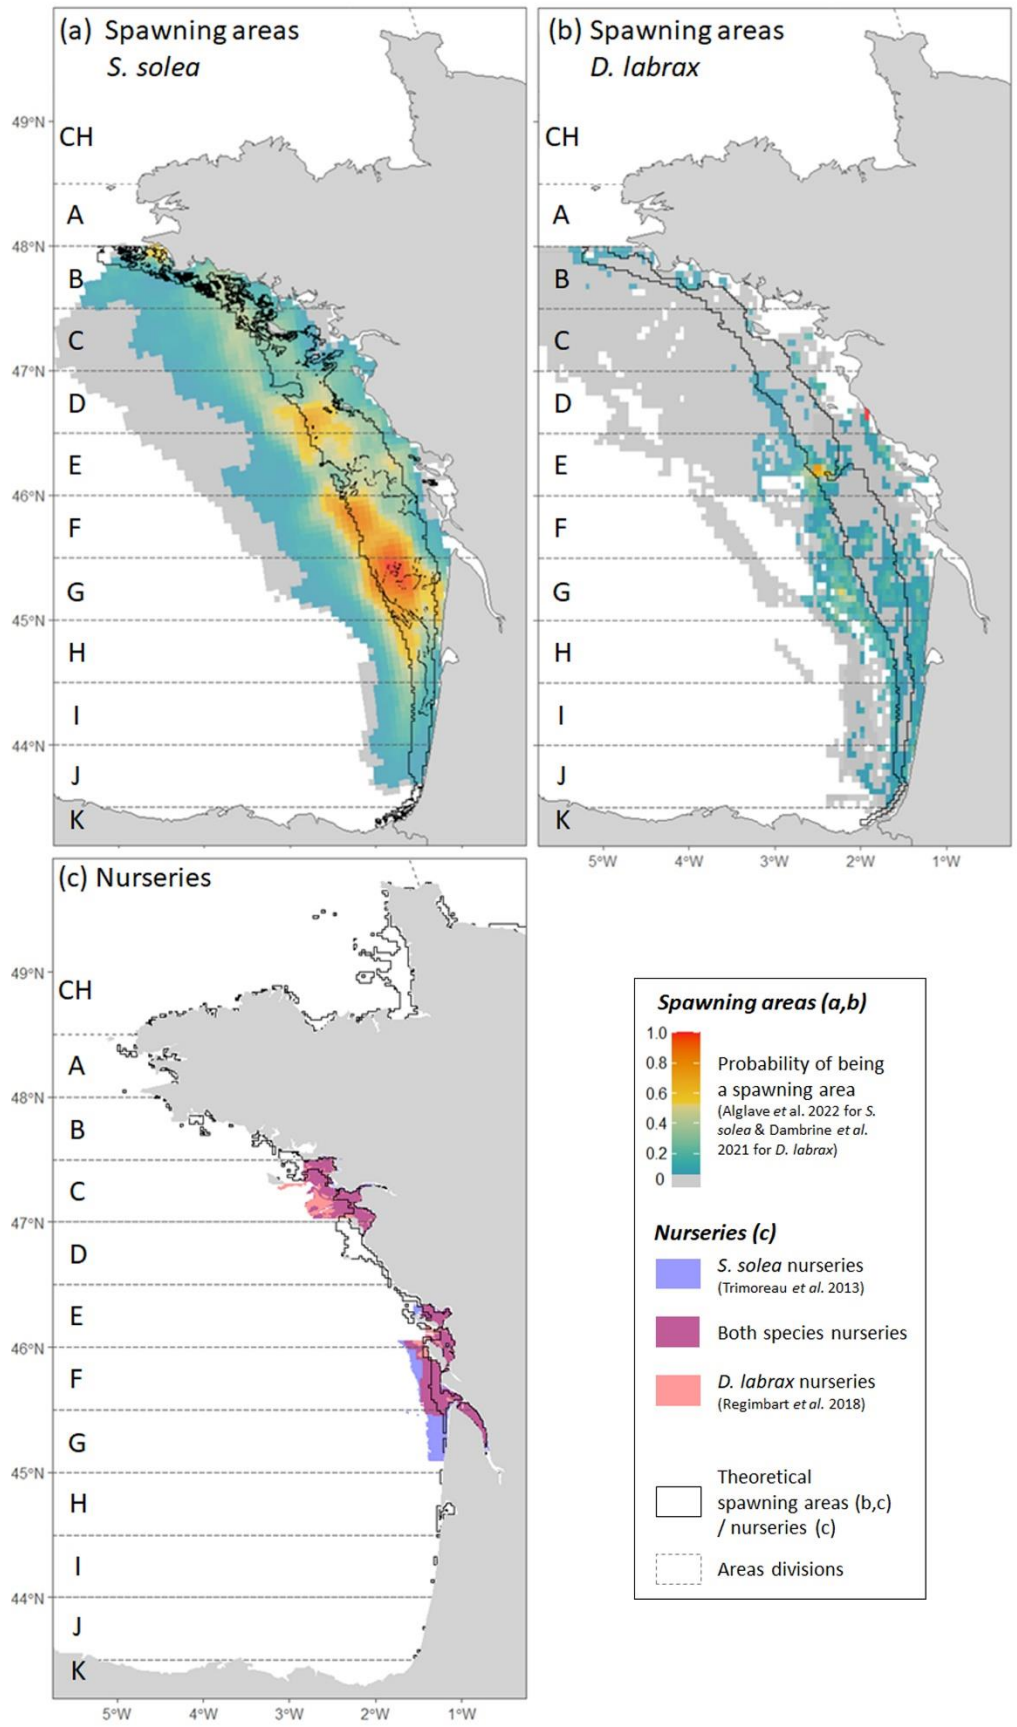 (a) Spawning areas
S. solea
49°N
CH
A
48°N
B
C
47°N
D
E
46°N
F
G
45°N
H
I
44°N
J
K
(b) Spawning areas
D. labrax
CH
A
B
C
D
E
F
G
H
I
J
K
5°W 4°W 3°W 2°W 1°W
(c) Nurseries
49°N
CH
A
48°N
B
C
47°N
D
E
46°N
F
G
45°N
H
I
44°N
J
K
5°W 4°W 3°W 2°W 1°W
Spawning areas (a,b)
1.0
0.8
0.6
0.4
0.2
0
Probability of being
a spawning area
(Alglave et al. 2022 for S.
solea & Dambrine et al.
2021 for D. labrax)
Nurseries (c)
S. solea nurseries
(Trimoreau et al. 2013)
Both species nurseries
D. labrax nurseries
(Regimbart et al. 2018)
Theoretical
spawning areas (b,c)
/ nurseries (c)
Areas divisions